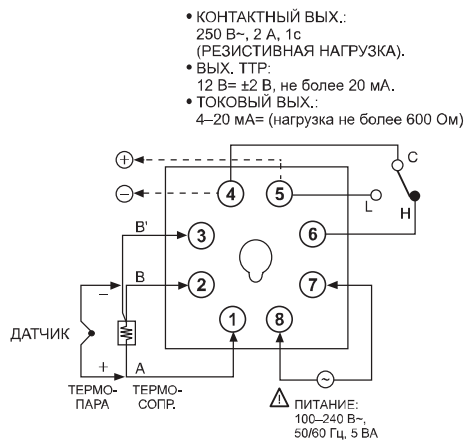 • КОНТАКТНЫЙ ВЫХ.:
250 В~, 2 А, 1с
(РЕЗИСТИВНАЯ НАГРУЗКА).
• ВЫХ. ТТР:
12 В= ±2 В, не более 20 мА.
• ТОКОВЫЙ ВЫХ.:
4–20 мА= (нагрузка не более 600 Ом)
+
−
4
5
C
L
H
B'
3
6
B
2
7
−
1
8
ДАТЧИК
+
A
~
ТЕРМО-
ПАРА
ТЕРМО-
СОПР.
ПИТАНИЕ:
100–240 В~,
50/60 Гц, 5 ВА